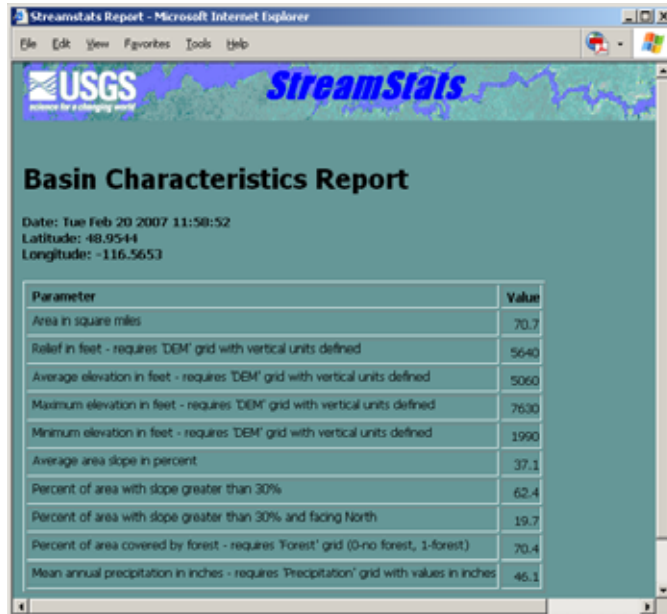 Streamstats Report - Microsoft Internet Explorer
File Edit View Favorites Tools Help
USGS
science for a changing world
StreamStats
Basin Characteristics Report
Date: Tue Feb 20 2007 11:58:52
Latitude: 48.9544
Longitude: -116.5653
Parameter Value
Area in square miles 70.7
Relief in feet - requires 'DEM' grid with vertical units defined 5640
Average elevation in feet - requires 'DEM' grid with vertical units defined 5060
Maximum elevation in feet - requires 'DEM' grid with vertical units defined 7630
Minimum elevation in feet - requires 'DEM' grid with vertical units defined 1990
Average area slope in percent 37.1
Percent of area with slope greater than 30% 62.4
Percent of area with slope greater than 30% and facing North 19.7
Percent of area covered by forest - requires 'Forest' grid (0-no forest, 1-forest) 70.4
Mean annual precipitation in inches - requires 'Precipitation' grid with values in inches 46.1